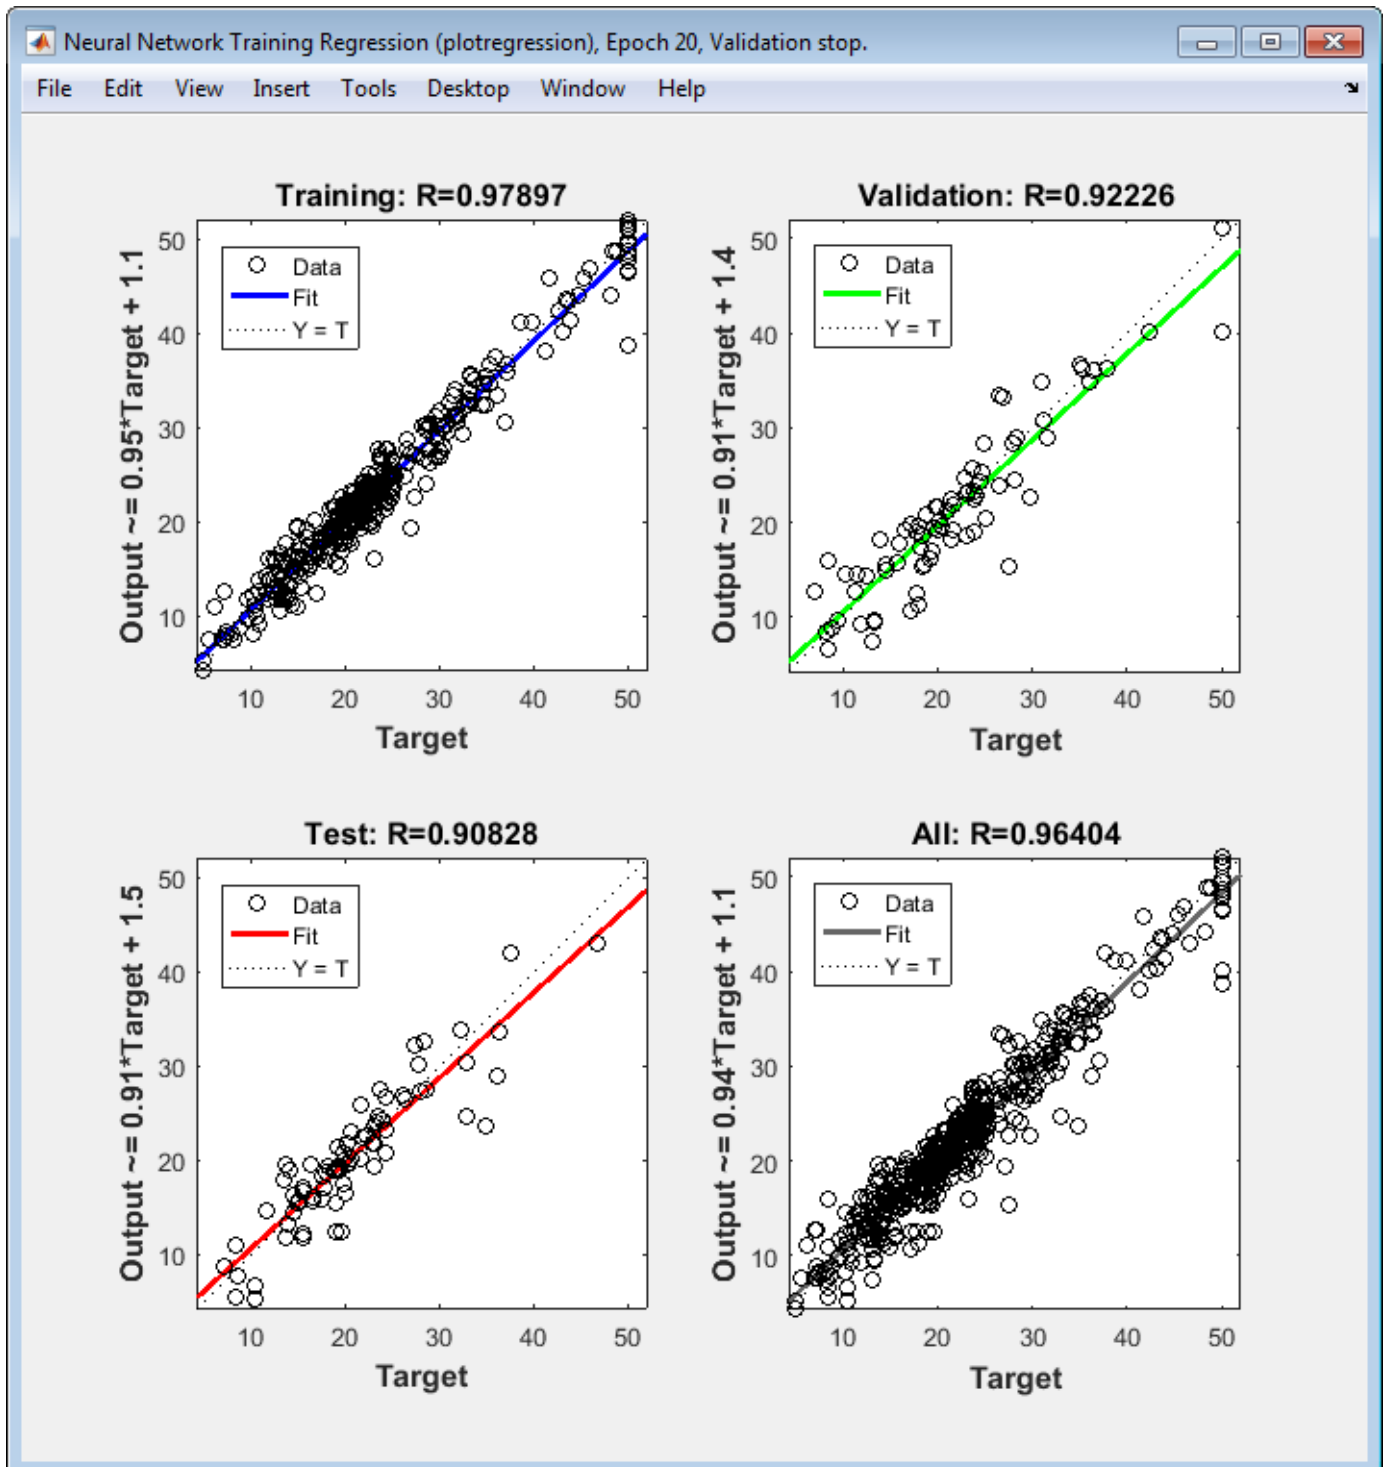 Neural Network Training Regression (plotregression), Epoch 20, Validation stop.
File Edit View Insert Tools Desktop Window Help
Training: R=0.97897
Output ~= 0.95*Target + 1.1
50
40
30
20
10
Data
Fit
Y = T
10 20 30 40 50
Target
Validation: R=0.92226
Output ~= 0.91*Target + 1.4
50
40
30
20
10
Data
Fit
Y = T
10 20 30 40 50
Target
Test: R=0.90828
Output ~= 0.91*Target + 1.5
50
40
30
20
10
Data
Fit
Y = T
10 20 30 40 50
Target
All: R=0.96404
Output ~= 0.94*Target + 1.1
50
40
30
20
10
Data
Fit
Y = T
10 20 30 40 50
Target